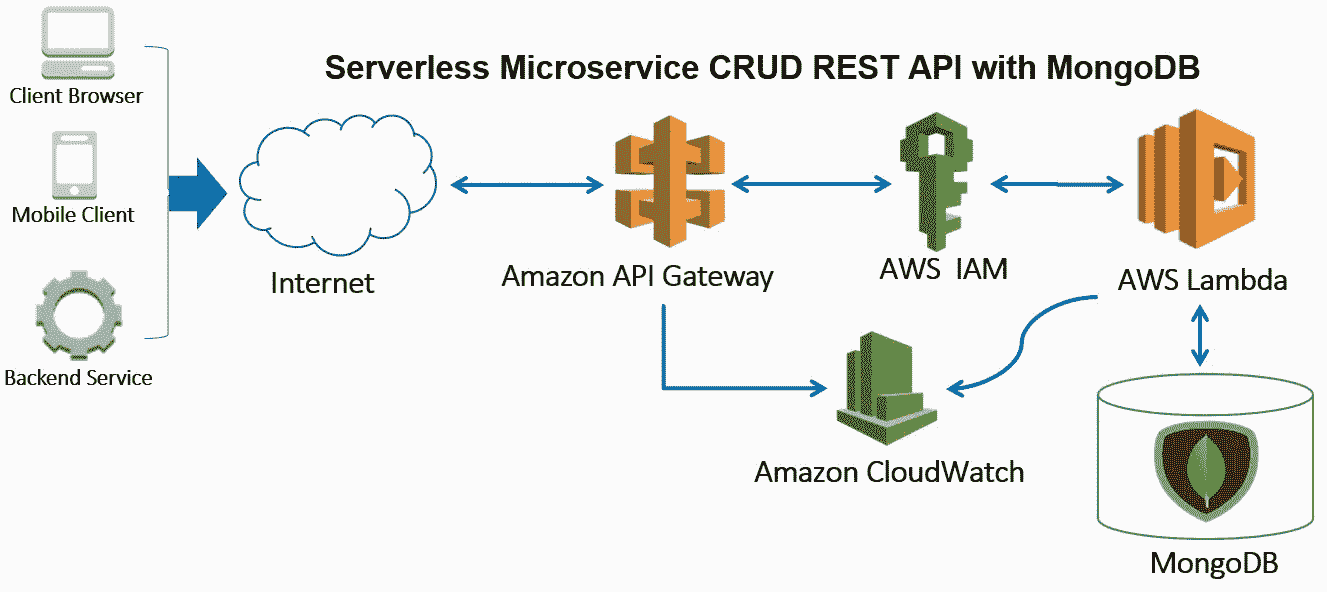 Serverless Microservice CRUD REST API with MongoDB
Client Browser
Mobile Client
Backend Service
Internet
Amazon API Gateway
AWS IAM
AWS Lambda
Amazon CloudWatch
MongoDB